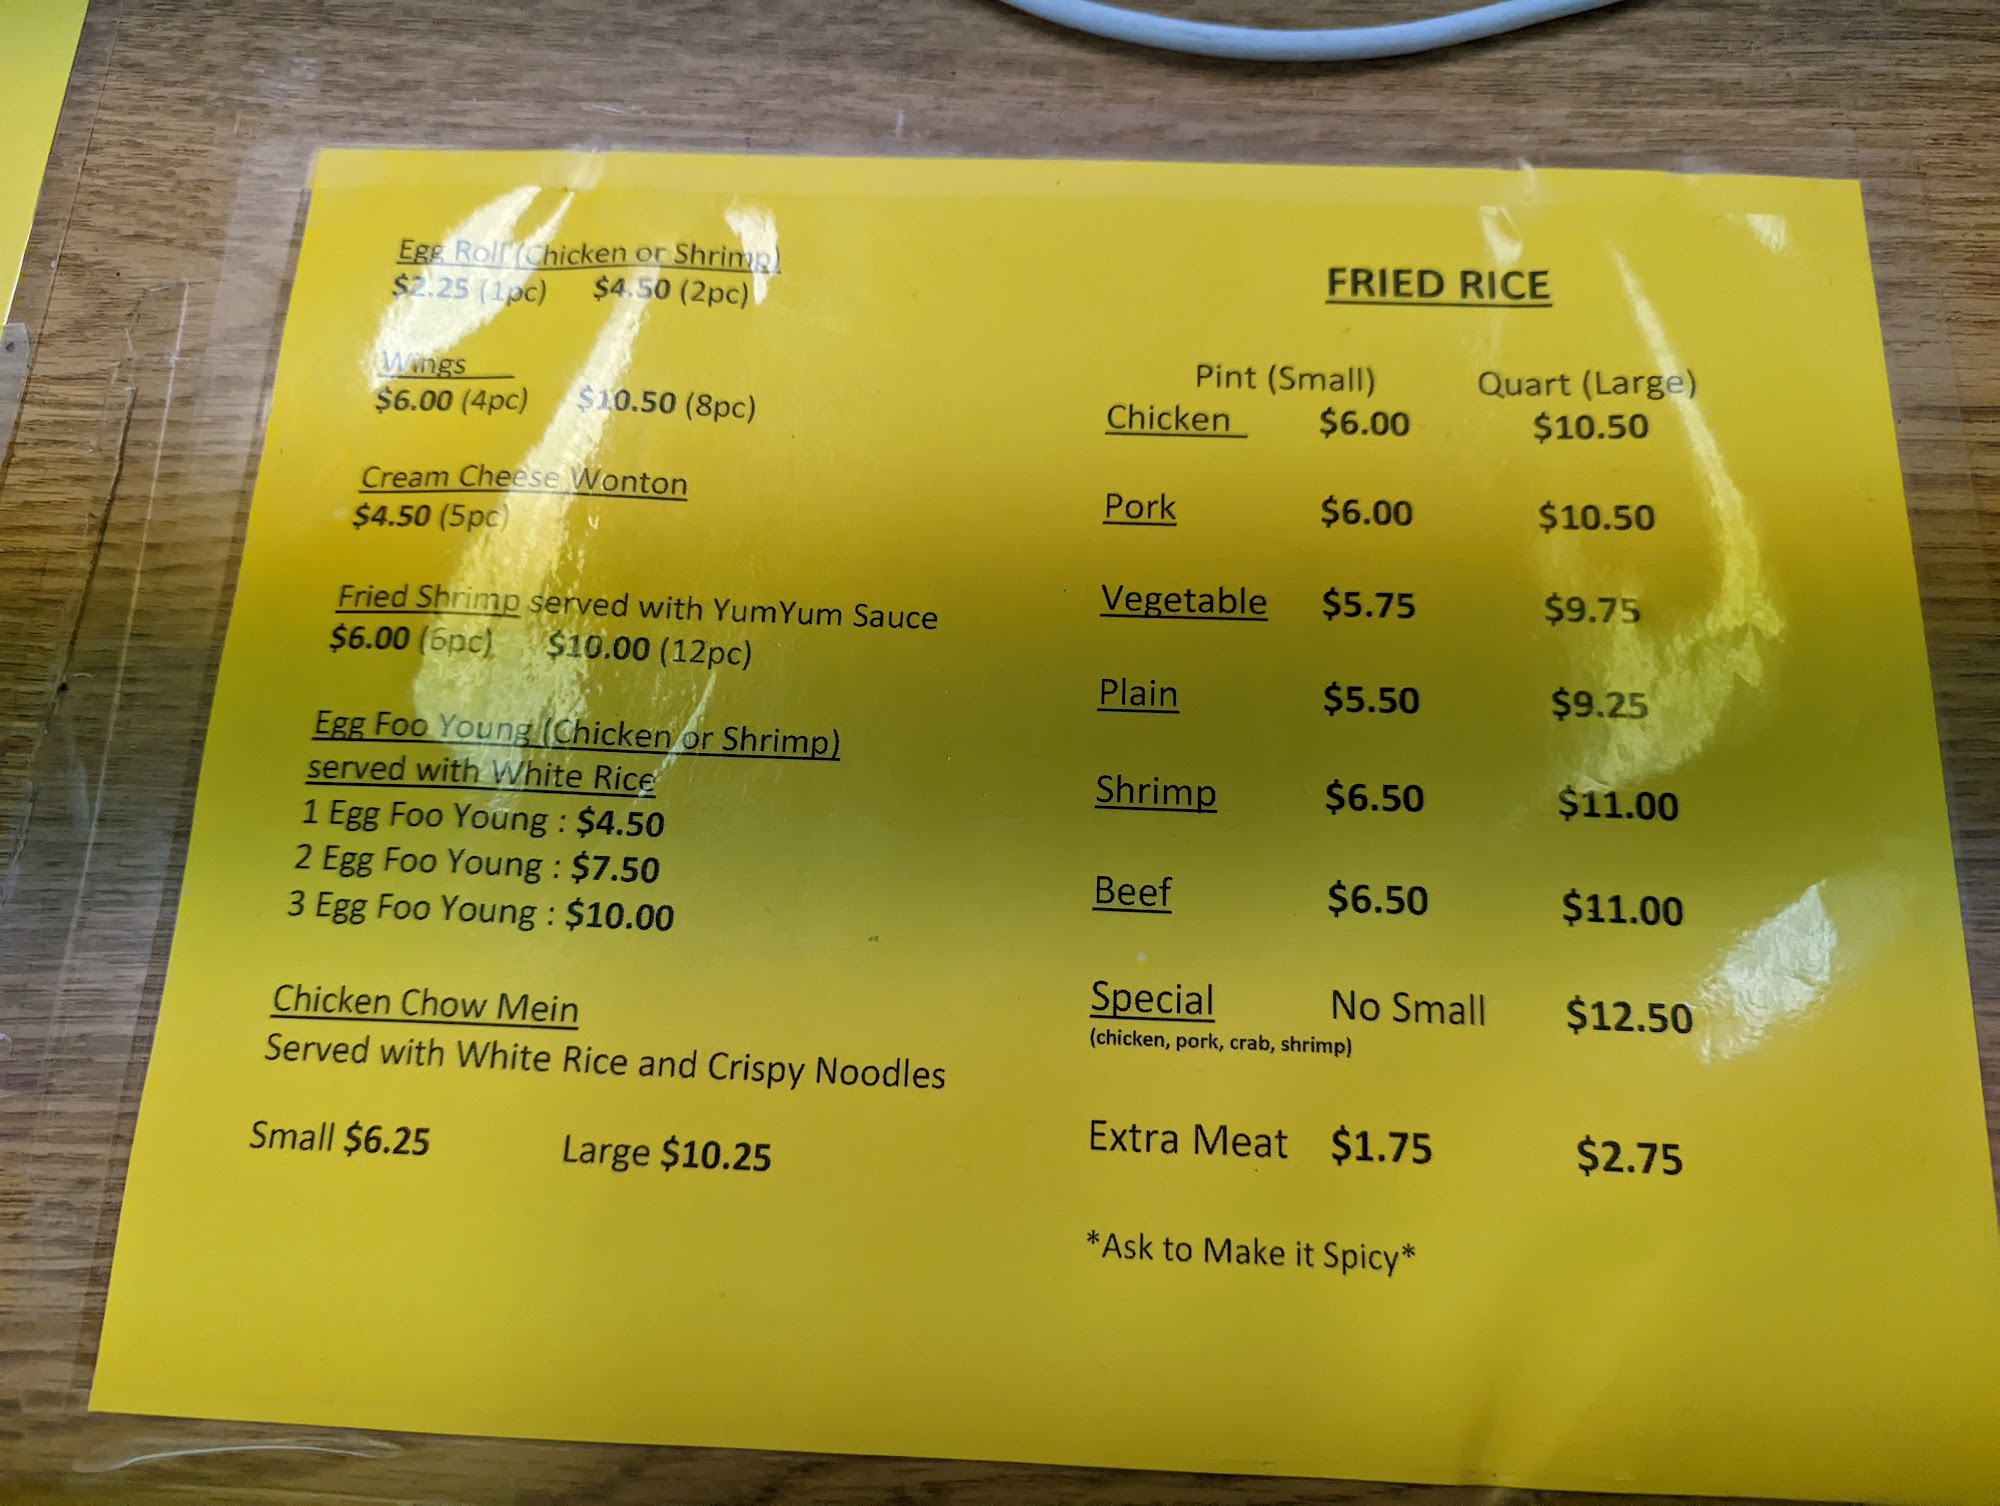 Egg Roll (Chicken or Shrimp)
$2.25 (1pc) $4.50 (2pc)
Wings
$6.00 (4pc) $10.50 (8pc)
Cream Cheese Wonton
$4.50 (5pc)
Fried Shrimp served with YumYum Sauce
$6.00 (6pc) $10.00 (12pc)
Egg Foo Young (Chicken or Shrimp)
served with White Rice
1 Egg Foo Young : $4.50
2 Egg Foo Young : $7.50
3 Egg Foo Young : $10.00
Chicken Chow Mein
Served with White Rice and Crispy Noodles
Small $6.25 Large $10.25
FRIED RICE
Pint (Small) Quart (Large)
Chicken $6.00 $10.50
Pork $6.00 $10.50
Vegetable $5.75 $9.75
Plain $5.50 $9.25
Shrimp $6.50 $11.00
Beef $6.50 $11.00
Special No Small $12.50
(chicken, pork, crab, shrimp)
Extra Meat $1.75 $2.75
*Ask to Make it Spicy*